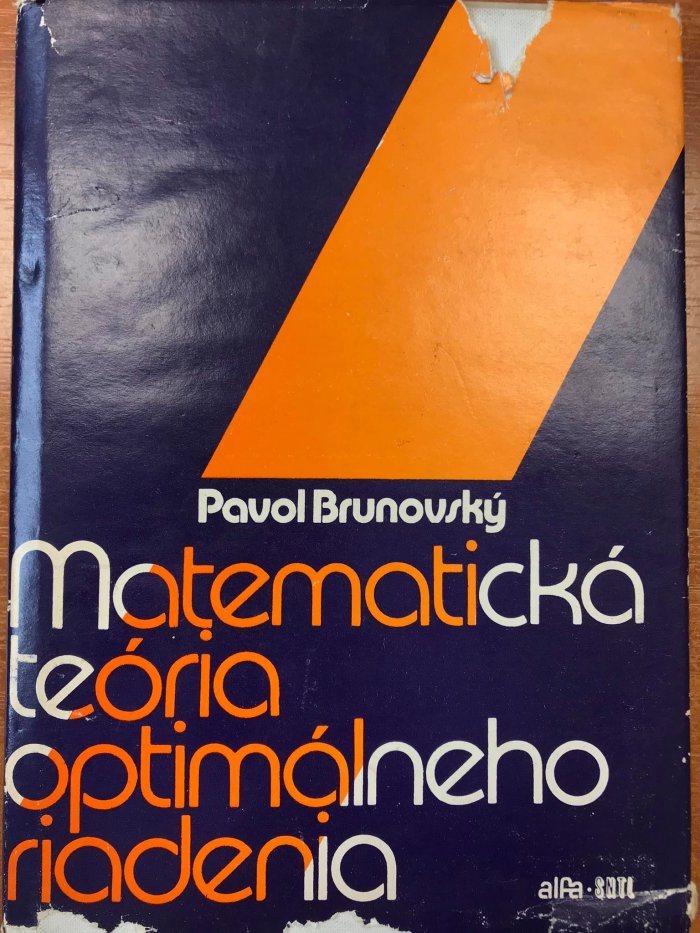 Pavol Brunovský
Matematická
teória
optimálneho
riadenia
alfa · SNTL